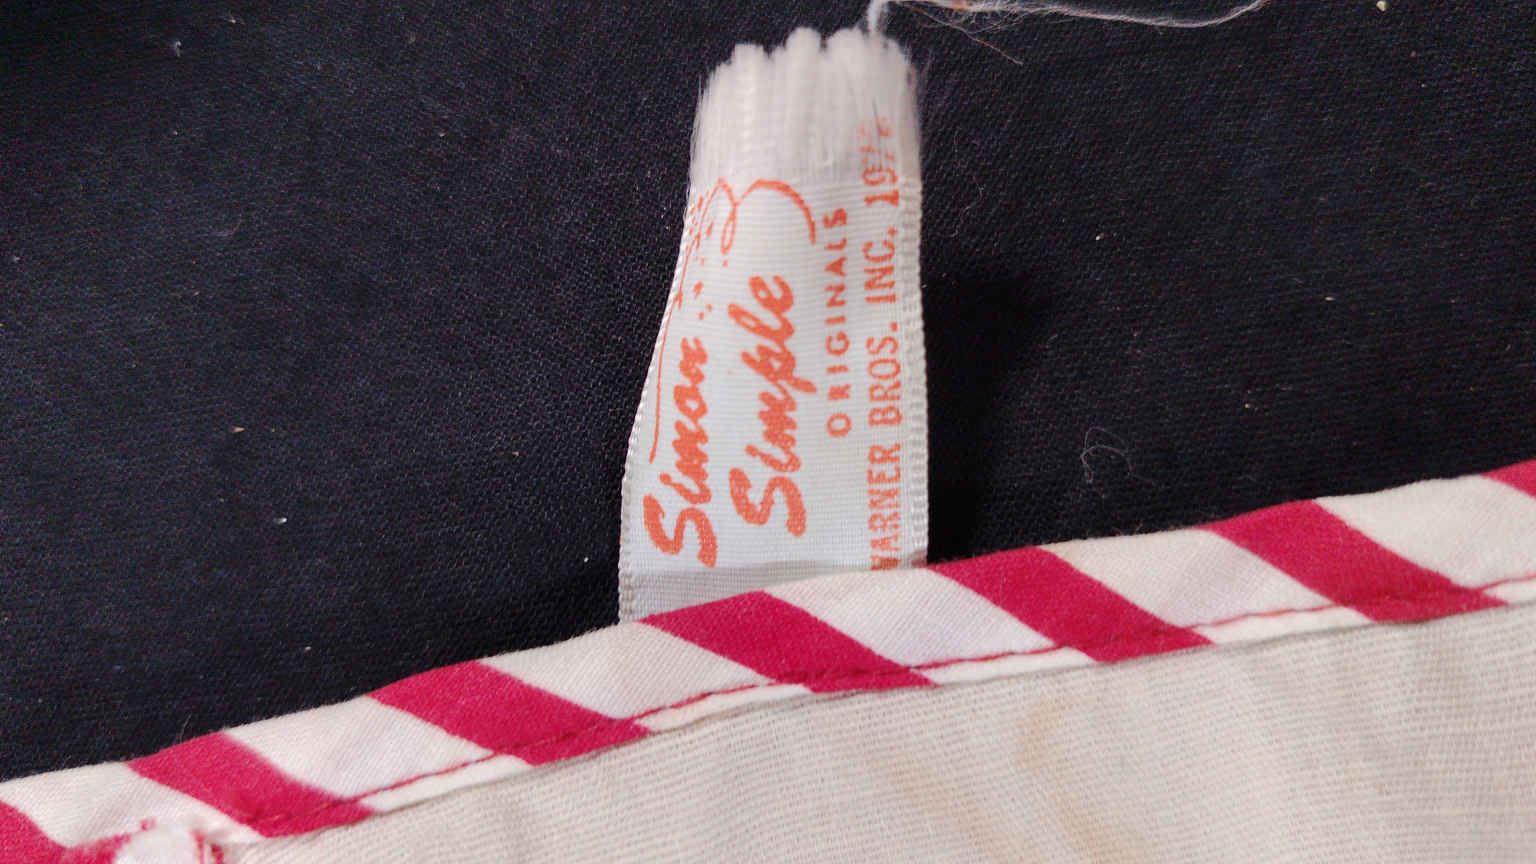 Simon
Simple
ORIGINALS
WARNER BROS. INC.